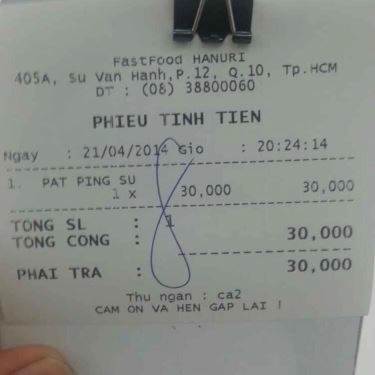 FastFood HANURI
405A, Su Van Hanh,P.12, Q.10, Tp.HCM
DT : (08) 38800060
PHIEU TINH TIEN
Ngay : 21/04/2014 Gio : 20:24:14
1. PAT PING SU
1 x 30,000 30,000
TONG SL : 1
TONG CONG : 30,000
PHAI TRA : 30,000
Thu ngan : ca2
CAM ON VA HEN GAP LAI !